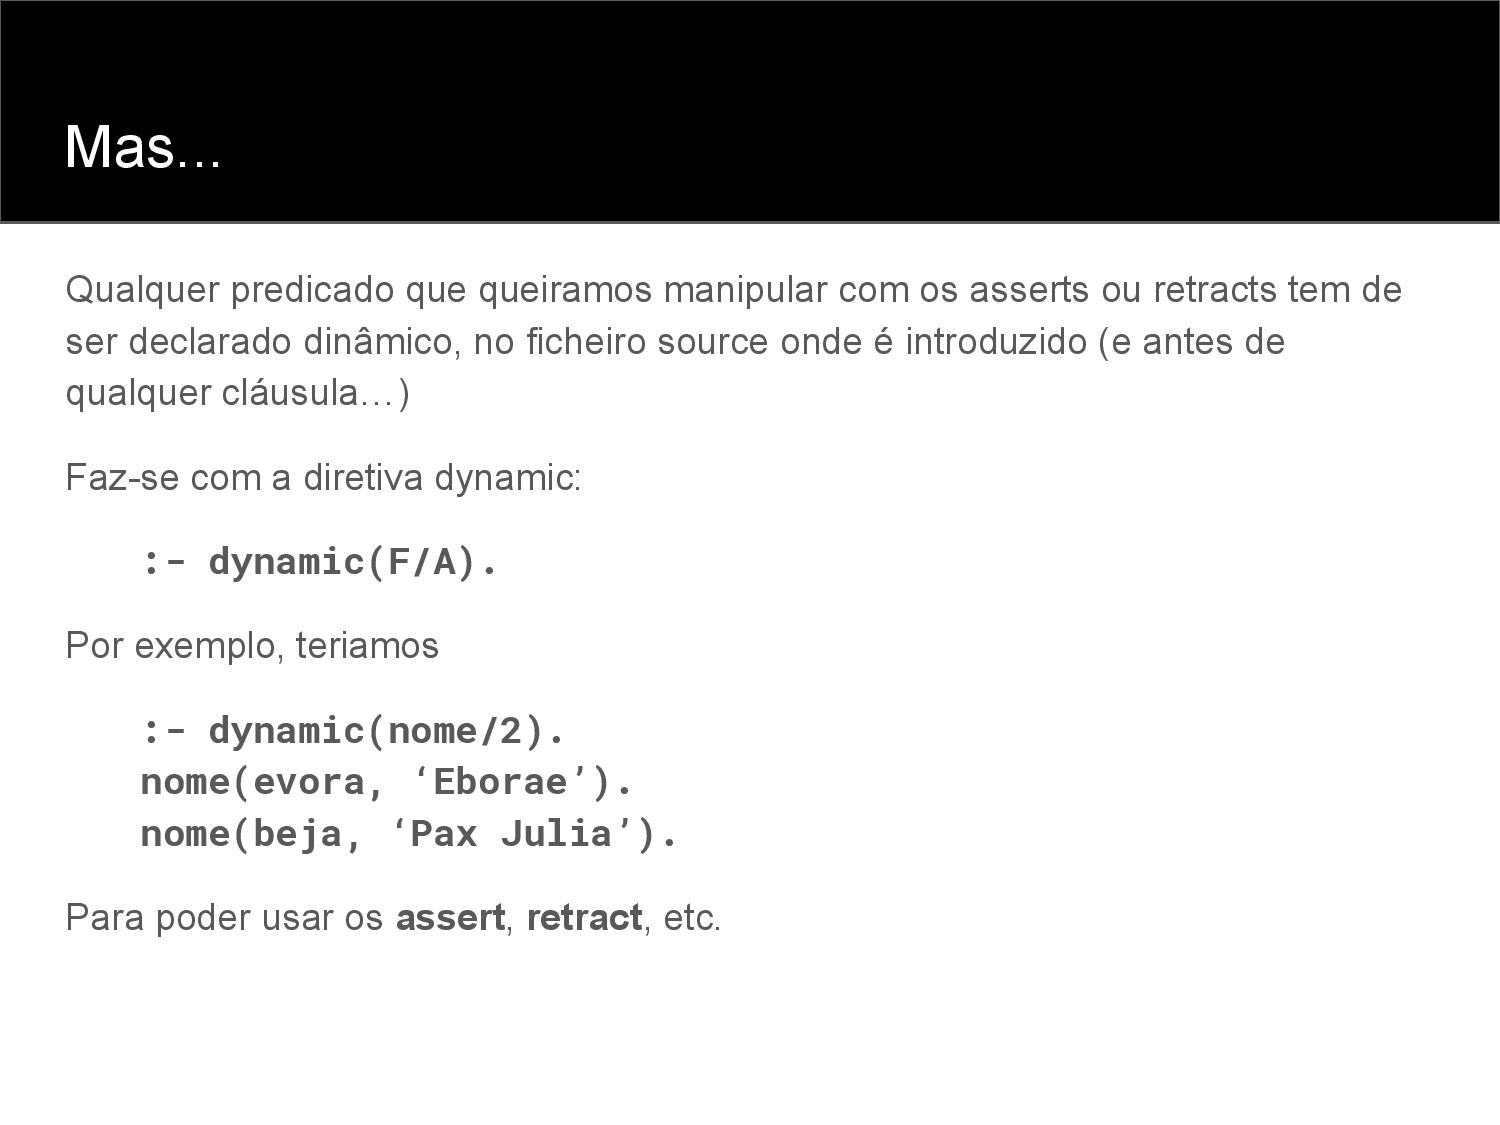 Mas...
Qualquer predicado que queiramos manipular com os asserts ou retracts tem de
ser declarado dinâmico, no ficheiro source onde é introduzido (e antes de
qualquer cláusula…)
Faz-se com a diretiva dynamic:
:- dynamic(F/A).
Por exemplo, teriamos
:- dynamic(nome/2).
nome(evora, ‘Eborae’).
nome(beja, ‘Pax Julia’).
Para poder usar os assert, retract, etc.